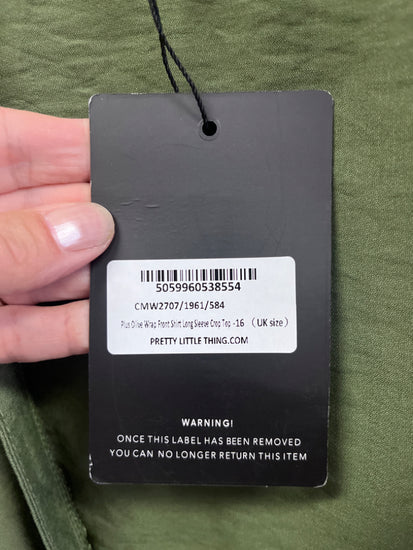 5059960538554
CMW2707/1961/584
Plus Olive Wrap Front Shirt Long Sleeve Crop Top -16 (UK size)
PRETTY LITTLE THING.COM
WARNING!
ONCE THIS LABEL HAS BEEN REMOVED
YOU CAN NO LONGER RETURN THIS ITEM